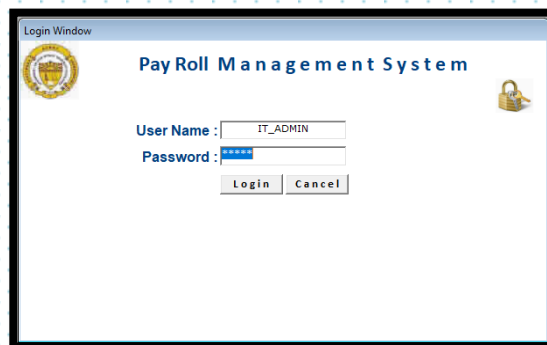 Login Window
Pay Roll Management System
User Name : IT_ADMIN
Password : *****
Login Cancel